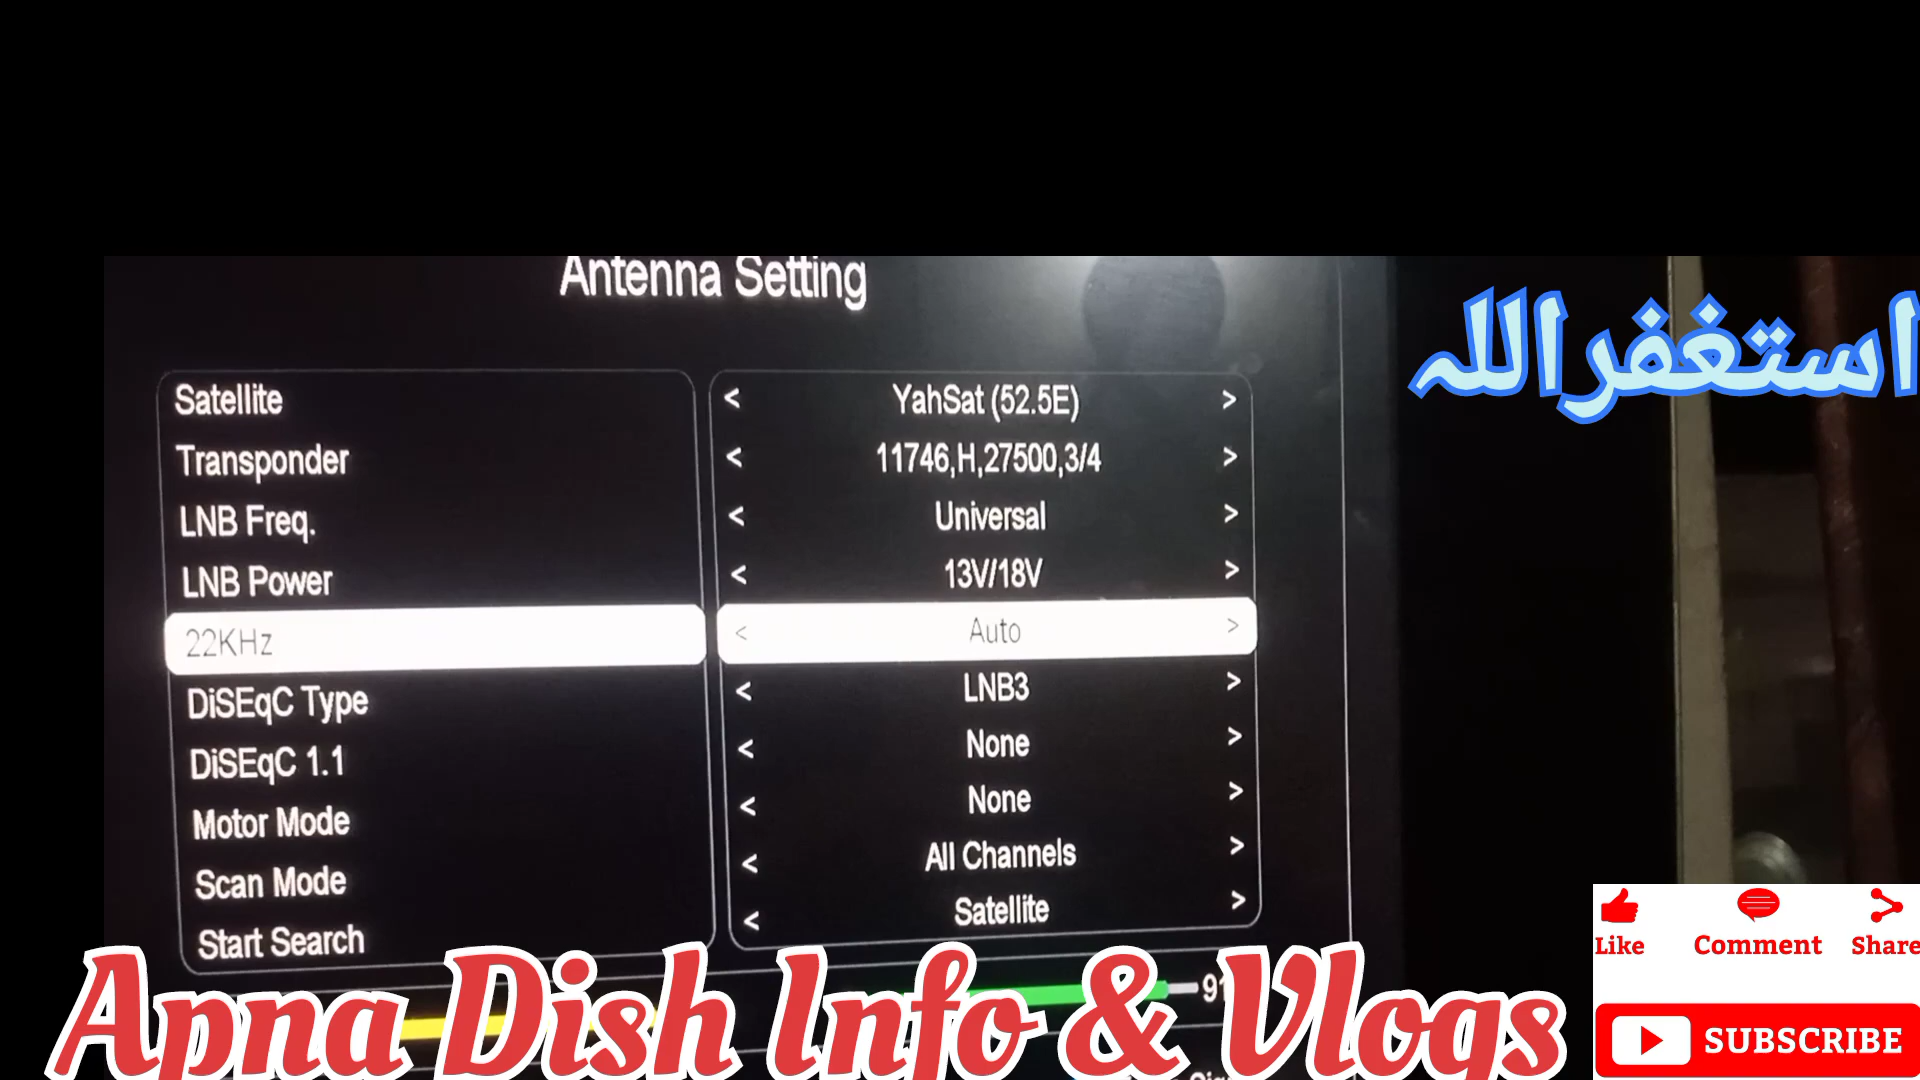 Antenna Setting
Satellite < YahSat (52.5E) >
Transponder < 11746,H,27500,3/4 >
LNB Freq. < Universal >
LNB Power < 13V/18V >
22KHz < Auto >
DiSEqC Type < LNB3 >
DiSEqC 1.1 < None >
Motor Mode < None >
Scan Mode < All Channels >
Start Search < Satellite >
استغفراللہ
91
Apna Dish Info & Vlogs
Like Comment Share
SUBSCRIBE